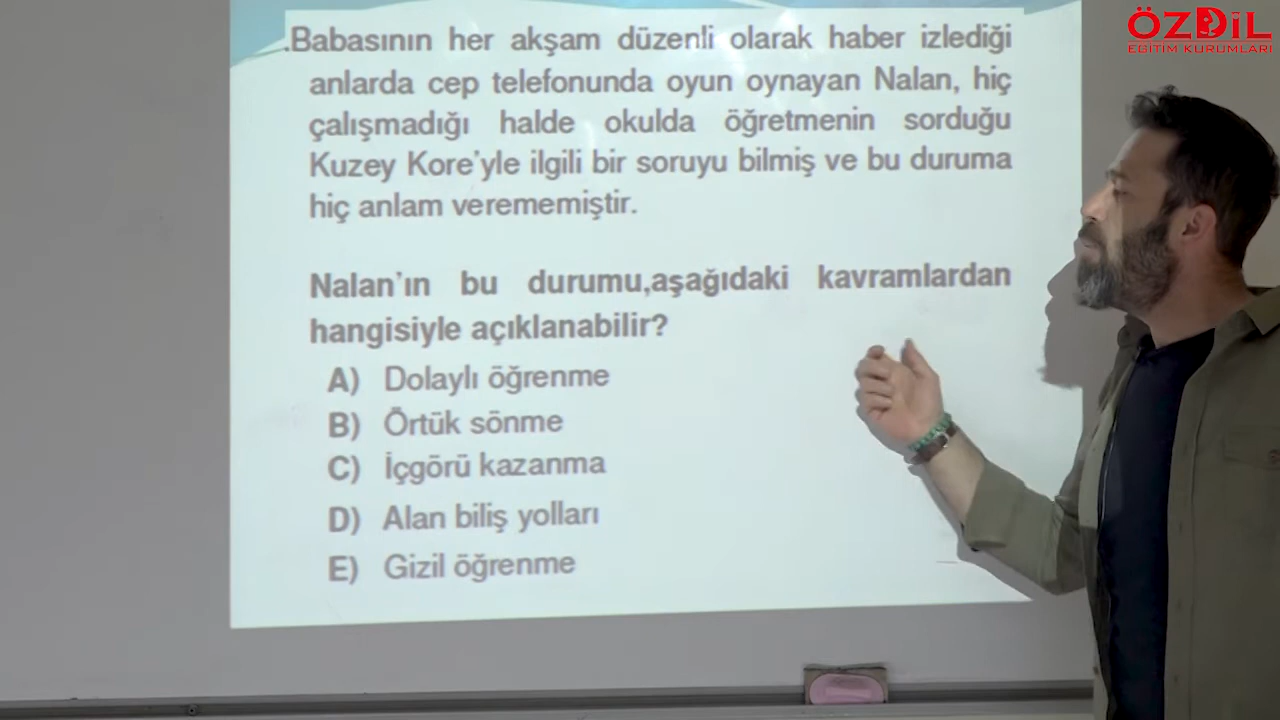 ÖZDİL
EĞİTİM KURUMLARI
.Babasının her akşam düzenli olarak haber izlediği
anlarda cep telefonunda oyun oynayan Nalan, hiç
çalışmadığı halde okulda öğretmenin sorduğu
Kuzey Kore'yle ilgili bir soruyu bilmiş ve bu duruma
hiç anlam verememiştir.
Nalan'ın bu durumu,aşağıdaki kavramlardan
hangisiyle açıklanabilir?
A) Dolaylı öğrenme
B) Örtük sönme
C) İçgörü kazanma
D) Alan biliş yolları
E) Gizil öğrenme